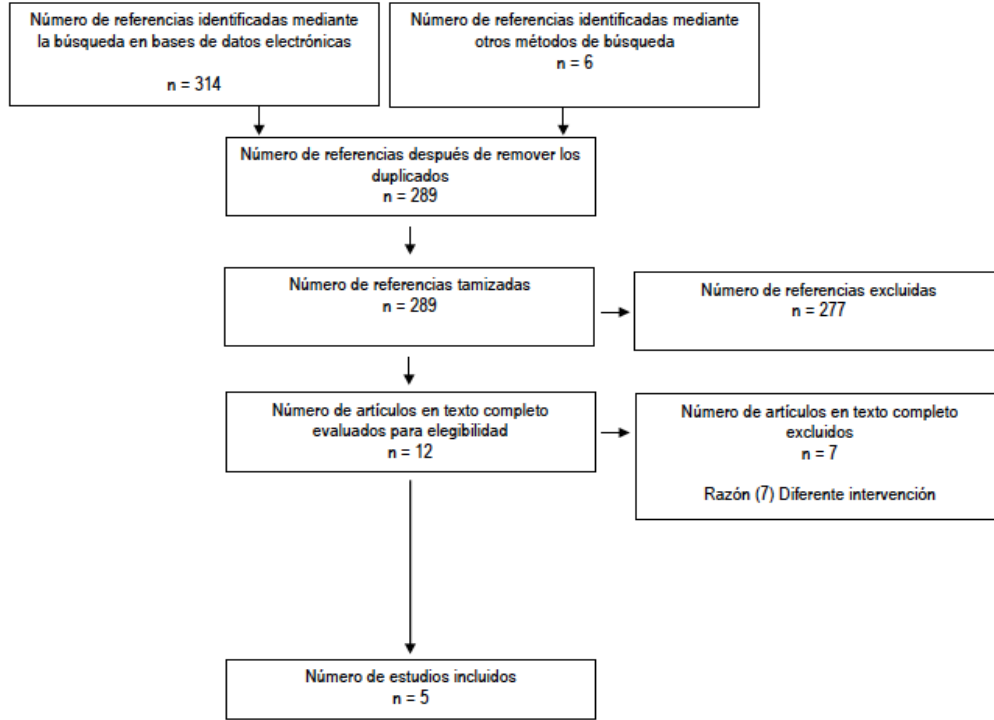 Número de referencias identificadas mediante
la búsqueda en bases de datos electrónicas
n = 314
Número de referencias identificadas mediante
otros métodos de búsqueda
n = 6
Número de referencias después de remover los
duplicados
n = 289
Número de referencias tamizadas
n = 289
Número de referencias excluidas
n = 277
Número de artículos en texto completo
evaluados para elegibilidad
n = 12
Número de artículos en texto completo
excluidos
n = 7
Razón (7) Diferente intervención
Número de estudios incluidos
n = 5